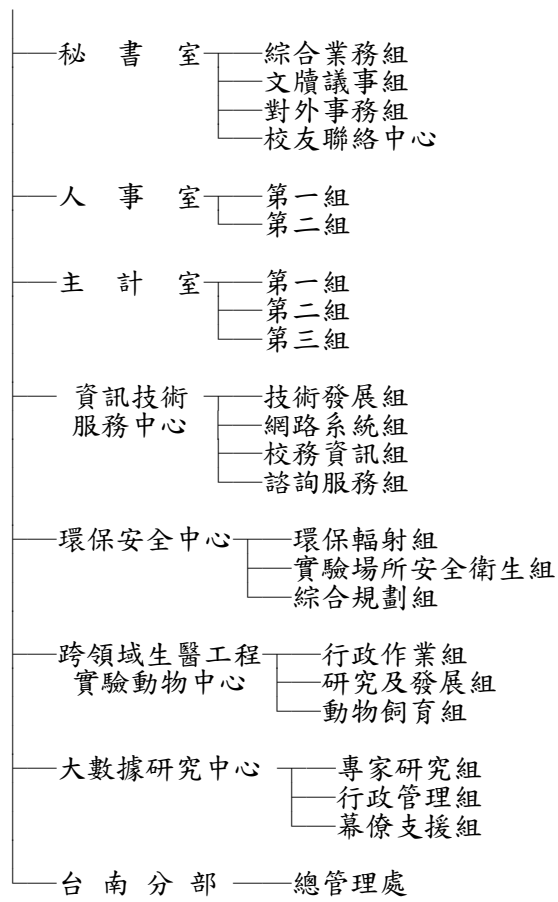 秘書室 綜合業務組
文牘議事組
對外事務組
校友聯絡中心
人事室 第一組
第二組
主計室 第一組
第二組
第三組
資訊技術 技術發展組
服務中心 網路系統組
校務資訊組
諮詢服務組
環保安全中心 環保輻射組
實驗場所安全衛生組
綜合規劃組
跨領域生醫工程 行政作業組
實驗動物中心 研究及發展組
動物飼育組
大數據研究中心 專家研究組
行政管理組
幕僚支援組
台南分部 總管理處